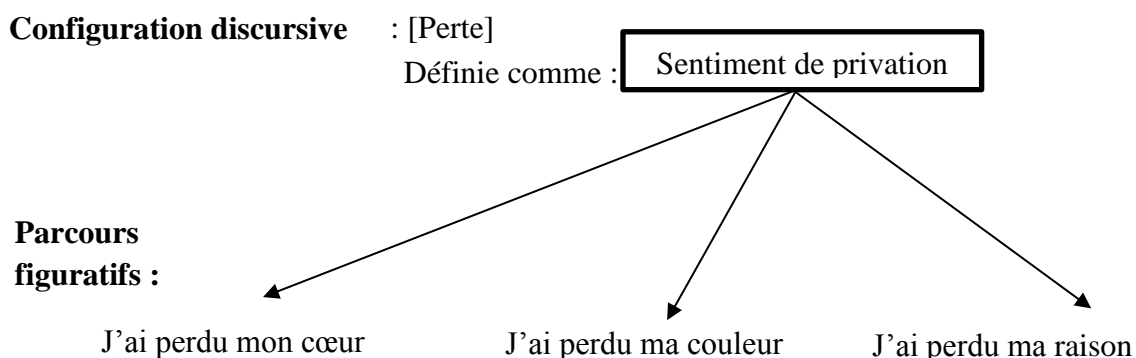 Configuration discursive : [Perte]
Définie comme : Sentiment de privation
Parcours
figuratifs :
J’ai perdu mon cœur J’ai perdu ma couleur J’ai perdu ma raison